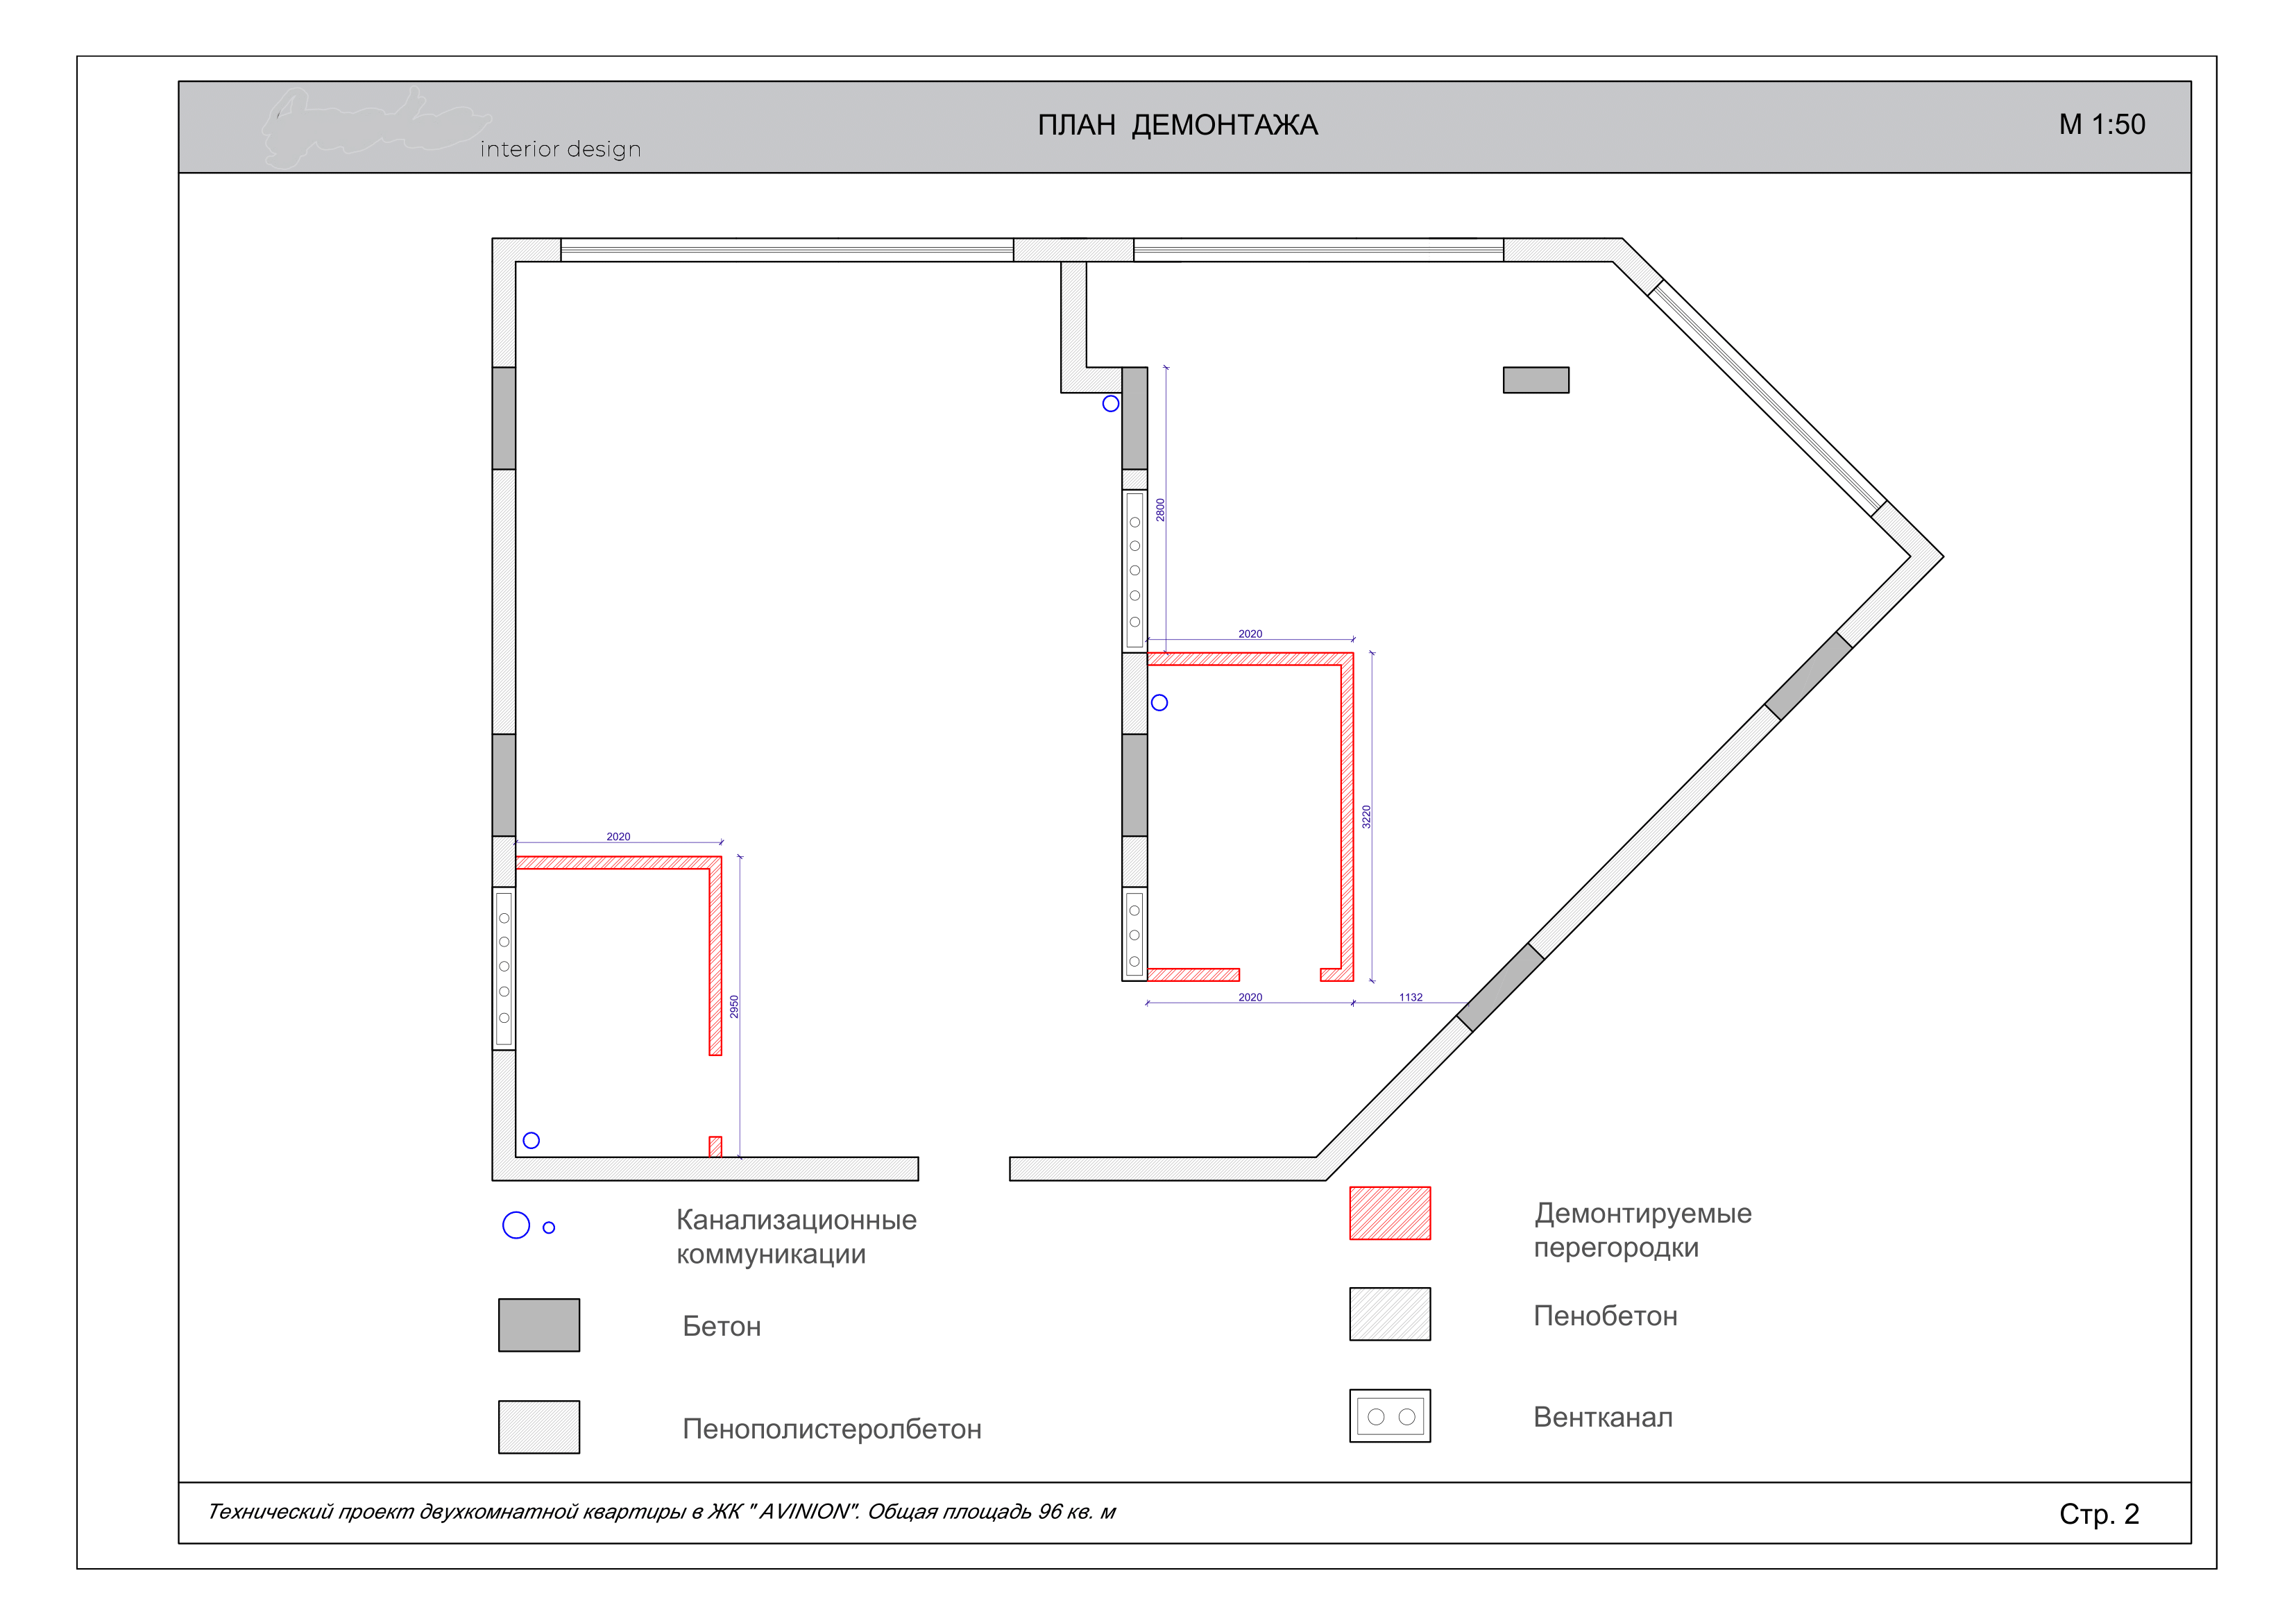 interior design
ПЛАН ДЕМОНТАЖА
М 1:50
2800
2020
3220
2020
2950
2020
1132
Канализационные
коммуникации
Демонтируемые
перегородки
Бетон
Пенобетон
Пенополистеролбетон
Вентканал
Технический проект двухкомнатной квартиры в ЖК " AVINION". Общая площадь 96 кв. м
Стр. 2